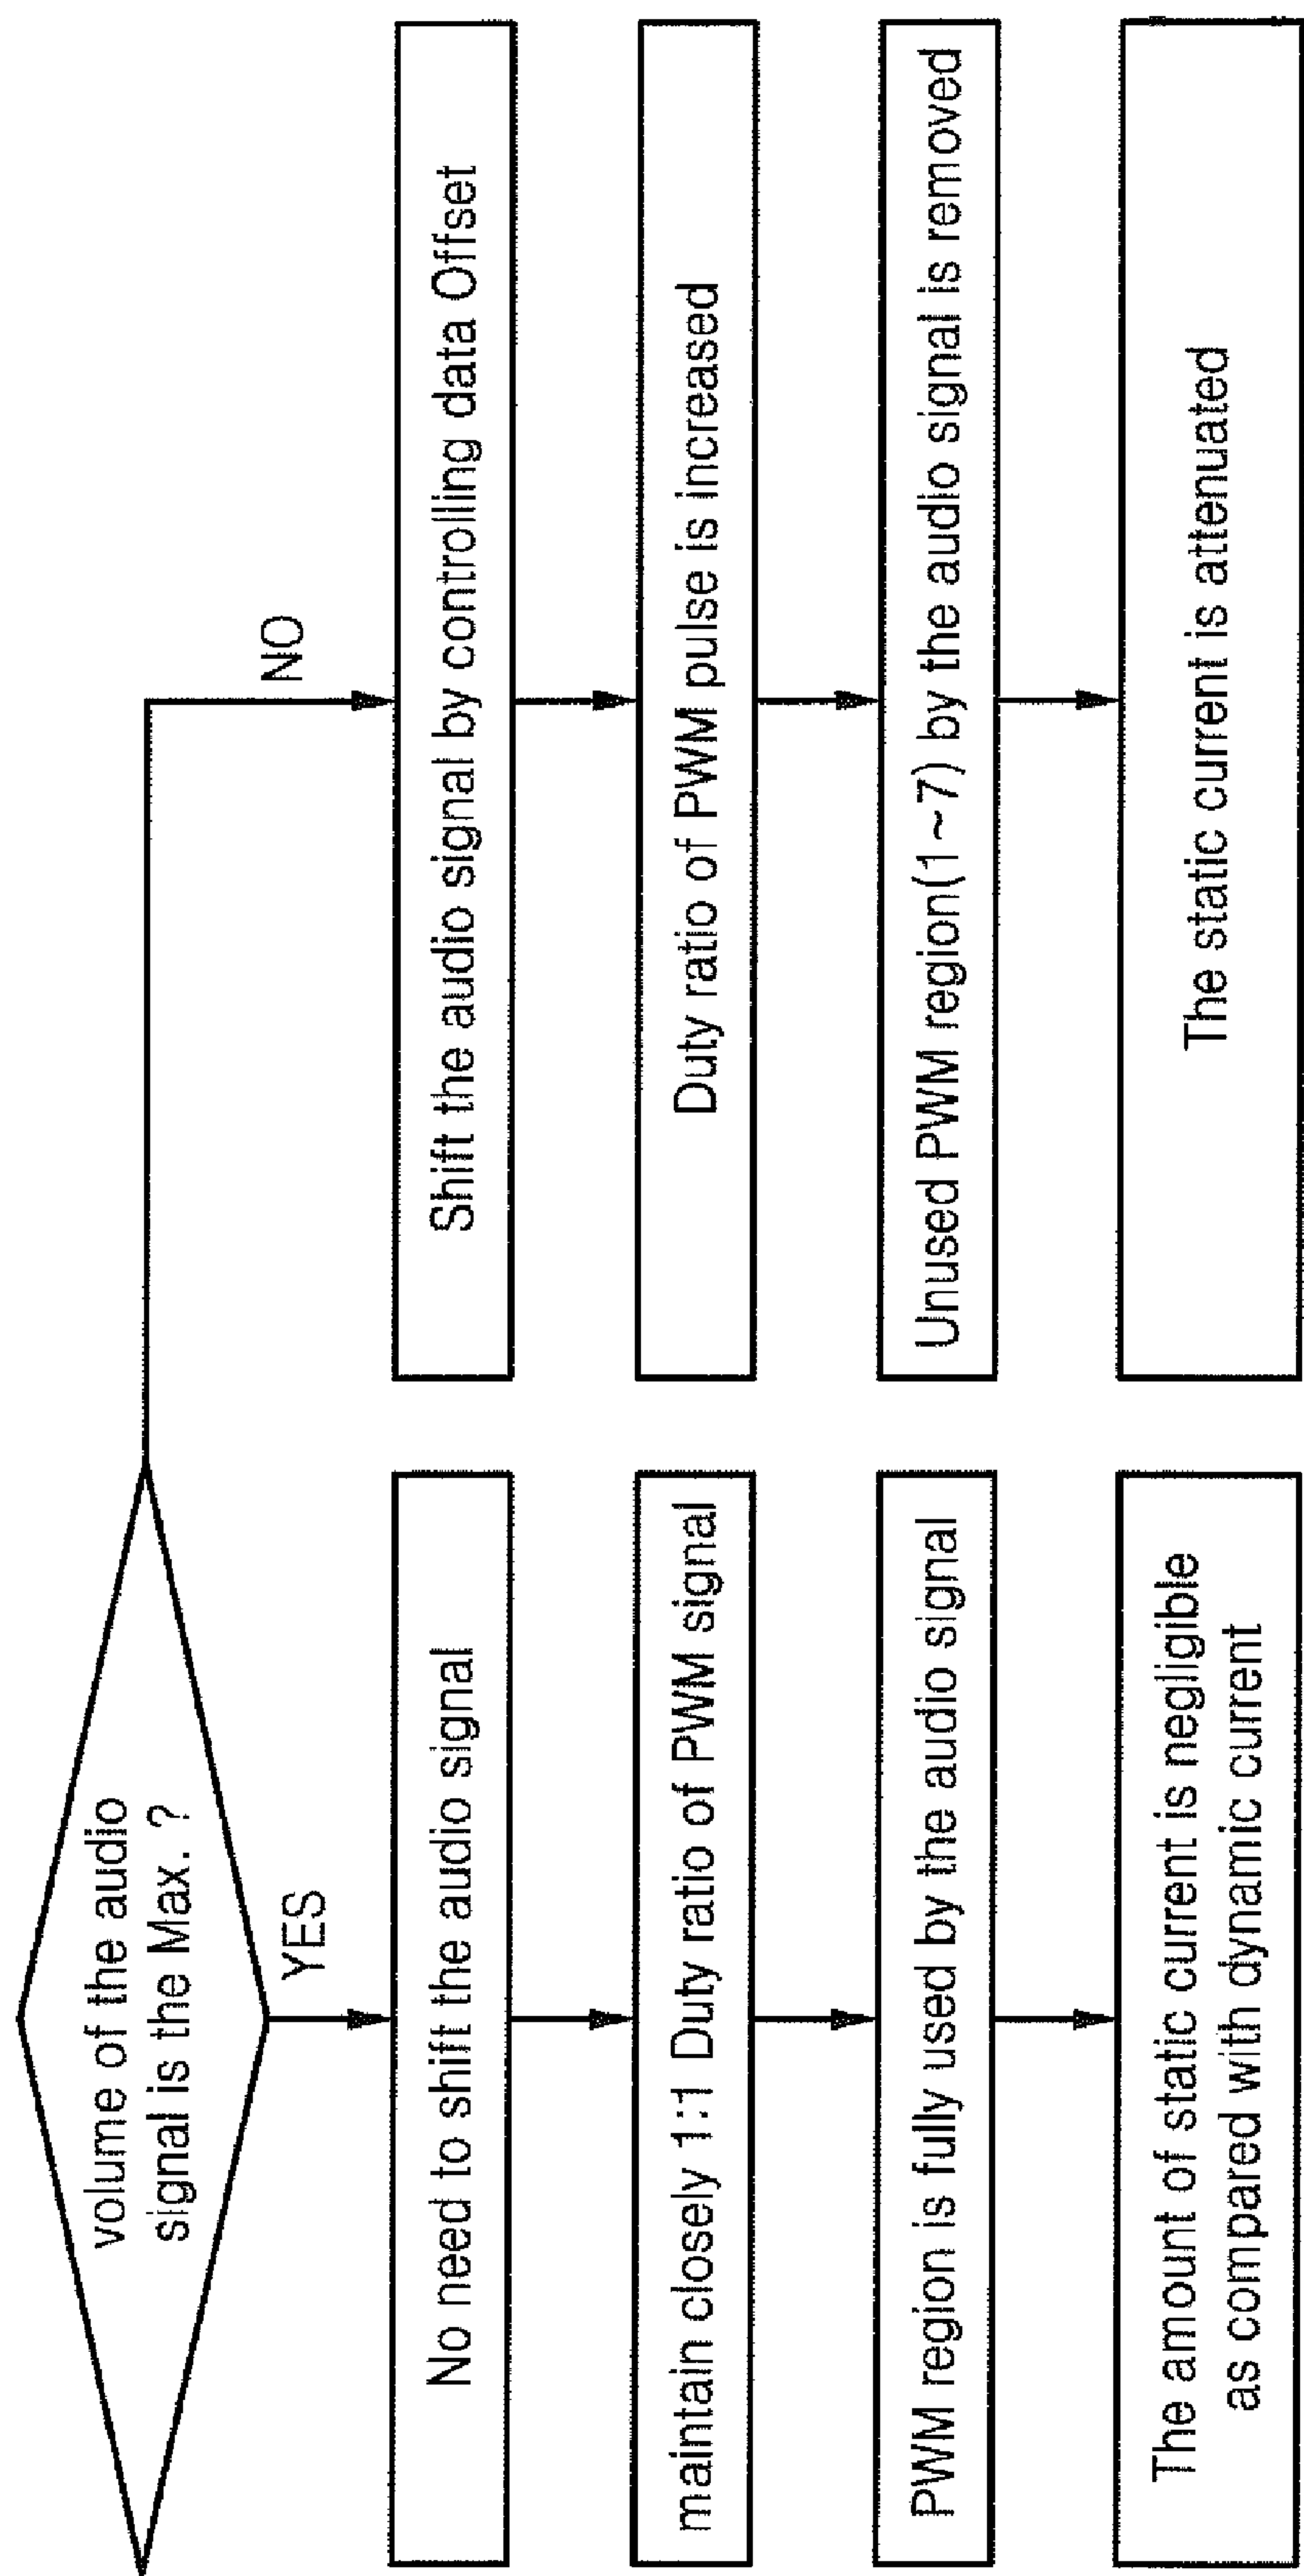 volume of the audio
signal is the Max. ?
YES
NO
No need to shift the audio signal
maintain closely 1:1 Duty ratio of PWM signal
PWM region is fully used by the audio signal
The amount of static current is negligible
as compared with dynamic current
Shift the audio signal by controlling data Offset
Duty ratio of PWM pulse is increased
Unused PWM region(1~7) by the audio signal is removed
The static current is attenuated